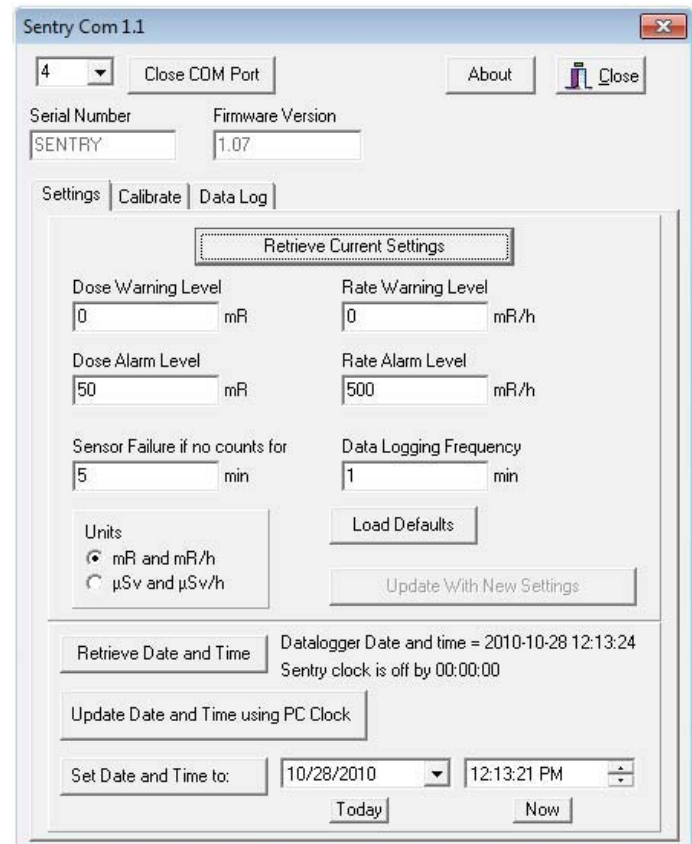 Sentry Com 1.1
4 Close COM Port About Close
Serial Number Firmware Version
SENTRY 1.07
Settings Calibrate Data Log
Retrieve Current Settings
Dose Warning Level Rate Warning Level
0 mR 0 mR/h
Dose Alarm Level Rate Alarm Level
50 mR 500 mR/h
Sensor Failure if no counts for Data Logging Frequency
5 min 1 min
Units Load Defaults
mR and mR/h
µSv and µSv/h Update With New Settings
Retrieve Date and Time Datalogger Date and time = 2010-10-28 12:13:24
Sentry clock is off by 00:00:00
Update Date and Time using PC Clock
Set Date and Time to: 10/28/2010 12:13:21 PM
Today Now